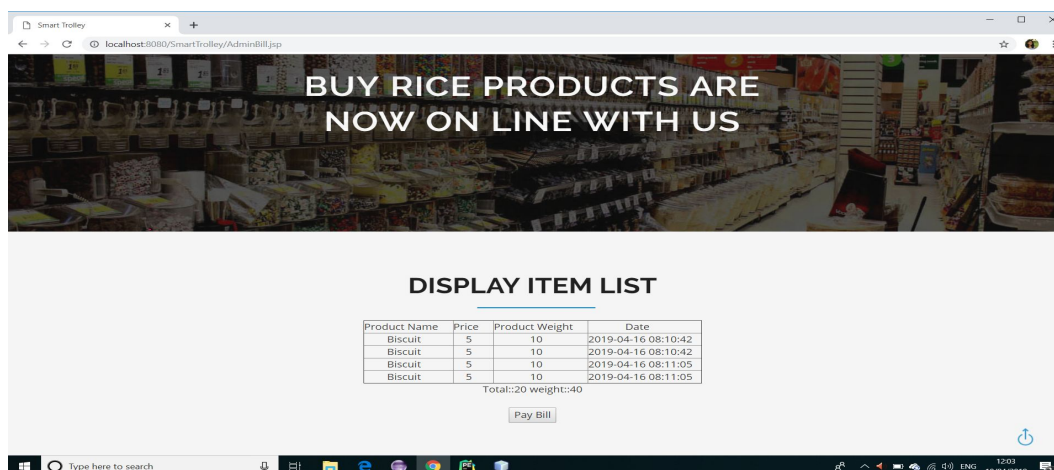 Smart Trolley
localhost:8080/SmartTrolley/AdminBill.jsp
BUY RICE PRODUCTS ARE
NOW ON LINE WITH US
DISPLAY ITEM LIST
Product Name Price Product Weight Date
Biscuit 5 10 2019-04-16 08:10:42
Biscuit 5 10 2019-04-16 08:10:42
Biscuit 5 10 2019-04-16 08:11:05
Biscuit 5 10 2019-04-16 08:11:05
Total::20 weight::40
Pay Bill
Type here to search
ENG
12:03